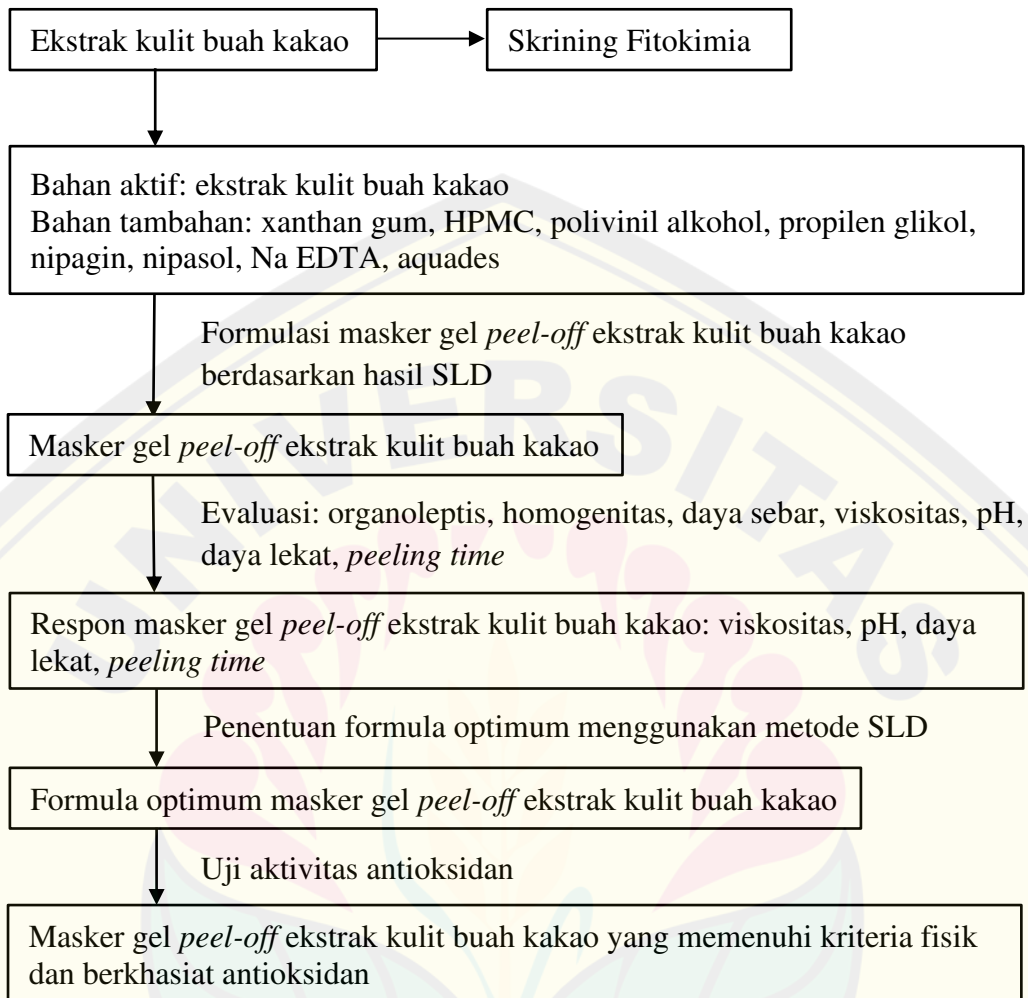 Ekstrak kulit buah kakao
Skrining Fitokimia
Bahan aktif: ekstrak kulit buah kakao
Bahan tambahan: xanthan gum, HPMC, polivinil alkohol, propilen glikol,
nipagin, nipasol, Na EDTA, aquades
Formulasi masker gel peel-off ekstrak kulit buah kakao
berdasarkan hasil SLD
Masker gel peel-off ekstrak kulit buah kakao
Evaluasi: organoleptis, homogenitas, daya sebar, viskositas, pH,
daya lekat, peeling time
Respon masker gel peel-off ekstrak kulit buah kakao: viskositas, pH, daya
lekat, peeling time
Penentuan formula optimum menggunakan metode SLD
Formula optimum masker gel peel-off ekstrak kulit buah kakao
Uji aktivitas antioksidan
Masker gel peel-off ekstrak kulit buah kakao yang memenuhi kriteria fisik
dan berkhasiat antioksidan
UNIVERSITAS